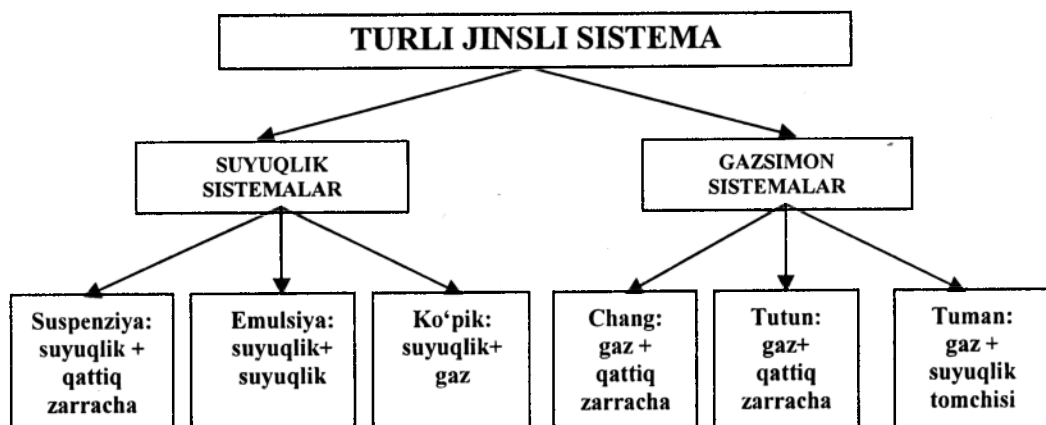 TURLI JINSLI SISTEMA
SUYUQLIK
SISTEMALAR
GAZSIMON
SISTEMALAR
Suspenziya:
suyuqlik +
qattiq
zarracha
Emulsiya:
suyuqlik+
suyuqlik
Ko‘pik:
suyuqlik+
gaz
Chang:
gaz +
qattiq
zarracha
Tutun:
gaz+
qattiq
zarracha
Tuman:
gaz +
suyuqlik
tomchisi